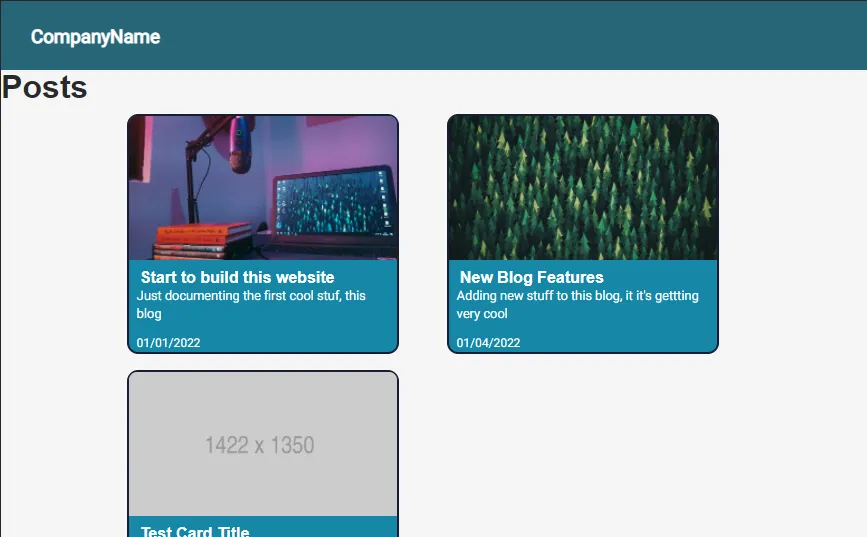 CompanyName
Posts
Start to build this website
Just documenting the first cool stuf, this
blog
01/01/2022
New Blog Features
Adding new stuff to this blog, it it's gettting
very cool
01/04/2022
1422 x 1350
Test Card Title